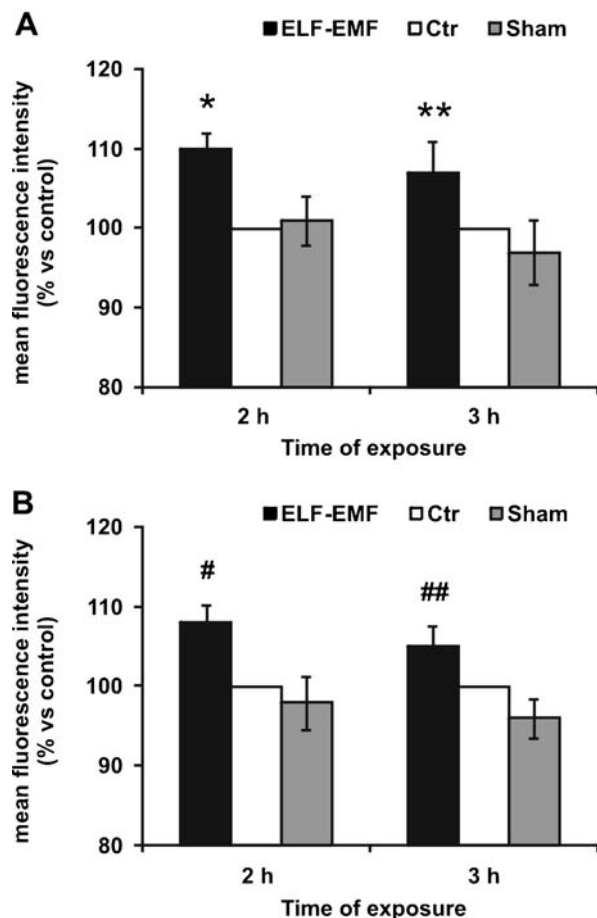 A
ELF-EMF Ctr Sham
mean fluorescence intensity
(% vs control)
120
110
100
90
80
* **
2 h 3 h
Time of exposure
B
ELF-EMF Ctr Sham
mean fluorescence intensity
(% vs control)
120
110
100
90
80
# ##
2 h 3 h
Time of exposure